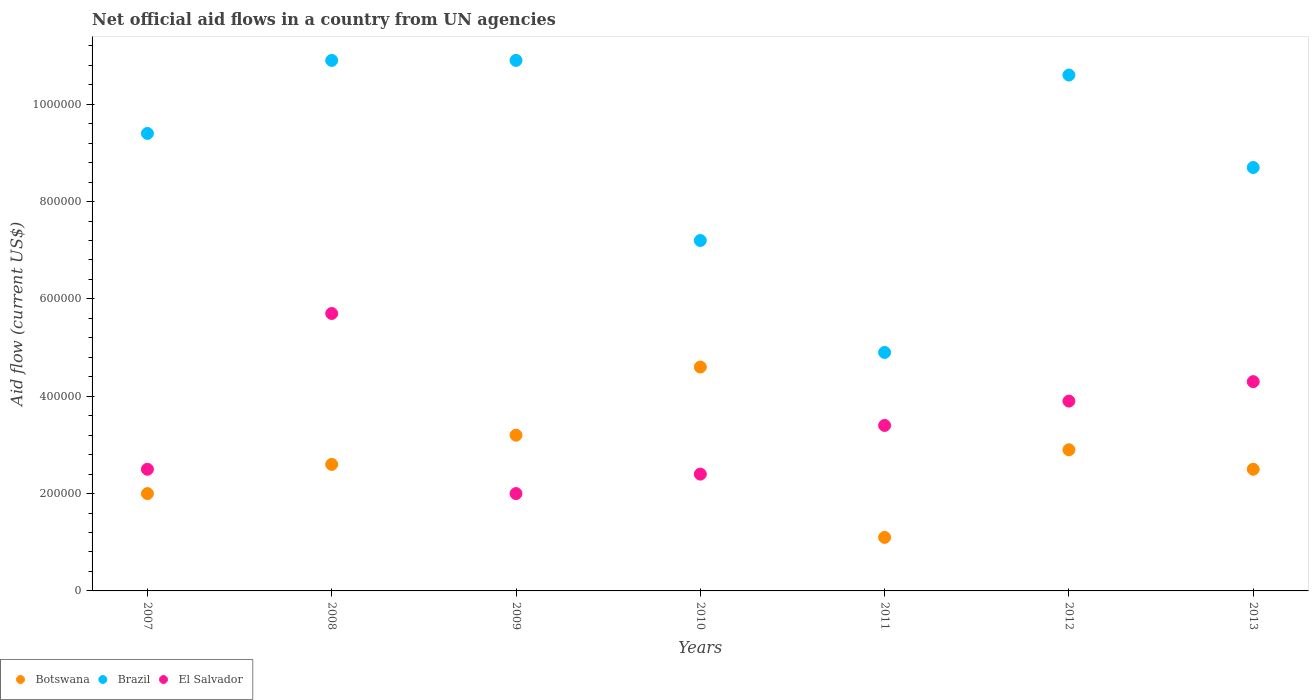 Net official aid flows in a country from UN agencies
Aid flow (current US$)
1000000
800000
600000
400000
200000
0
2007
2008
2009
2010
2011
2012
2013
Years
Botswana
Brazil
El Salvador